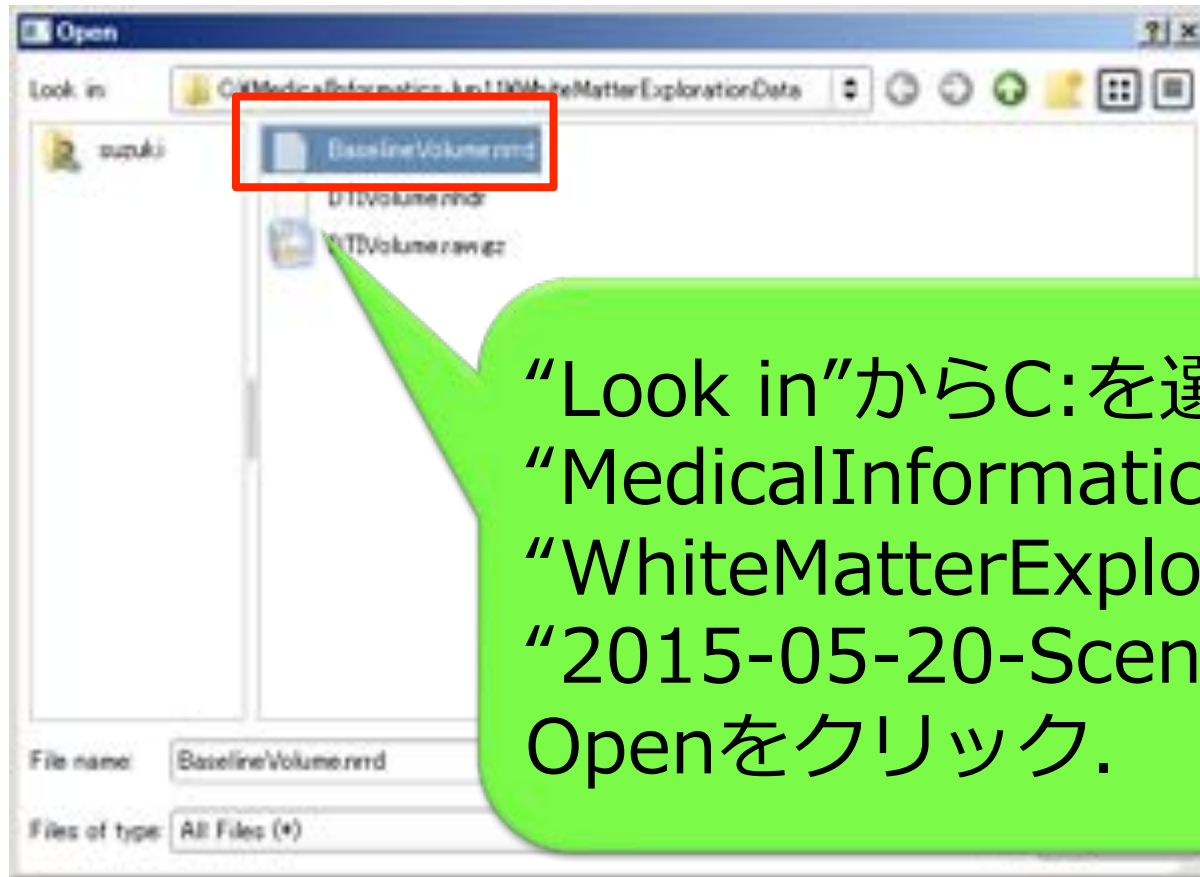 Open
Look in:
C:¥MedicalInformatics-Jun11¥WhiteMatterExplorationData
suzuki
BaselineVolume.nrrd
DTIVolume.nhdr
DTIVolume.raw.gz
“Look in”からC:を選
“MedicalInformatic
“WhiteMatterExplo
“2015-05-20-Scen
Openをクリック.
File name:
BaselineVolume.nrrd
Files of type:
All Files (*)